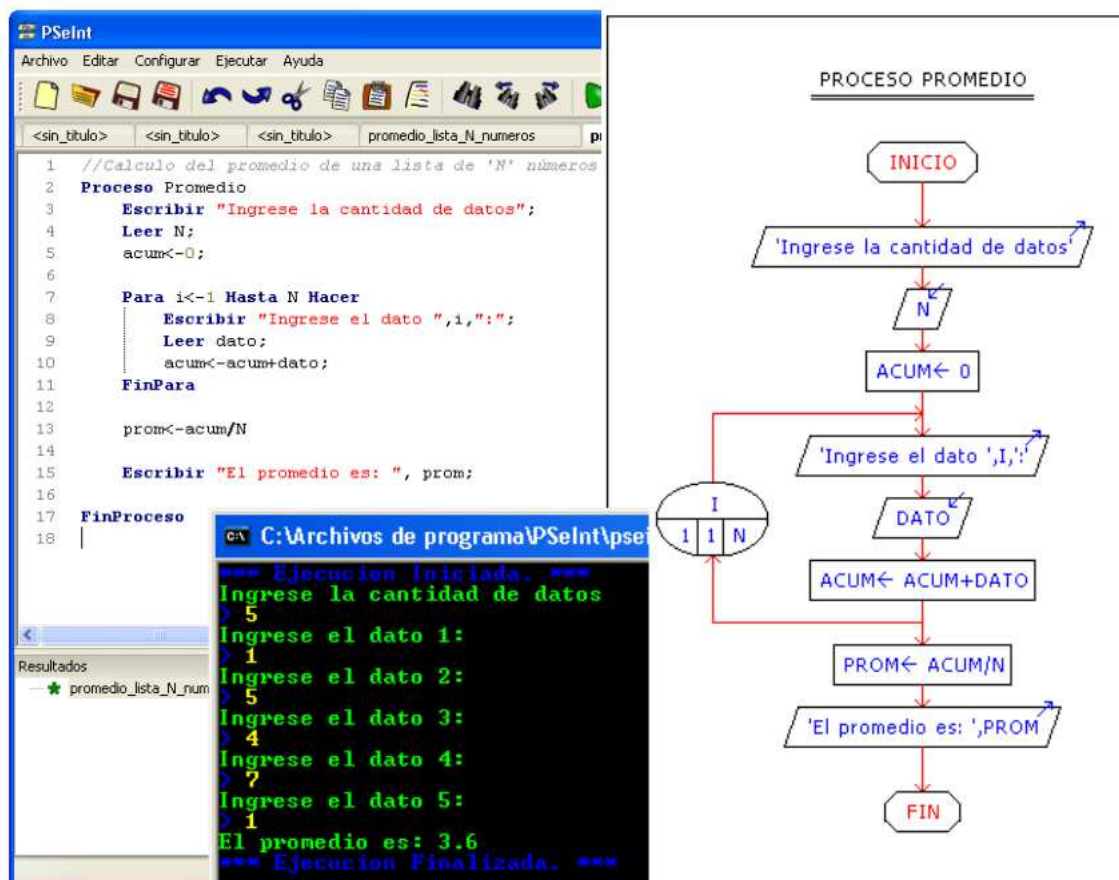 PSeInt
Archivo Editar Configurar Ejecutar Ayuda
<sin_titulo> <sin_titulo> <sin_titulo> promedio_lista_N_numeros
1 //Calculo del promedio de una lista de 'N' números
2 Proceso Promedio
3 Escribir "Ingrese la cantidad de datos";
4 Leer N;
5 acum<-0;
6
7 Para i<-1 Hasta N Hacer
8 Escribir "Ingrese el dato ",i,":";
9 Leer dato;
10 acum<-acum+dato;
11 FinPara
12
13 prom<-acum/N
14
15 Escribir "El promedio es: ", prom;
16
17 FinProceso
18
Resultados
promedio_lista_N_num
C:\Archivos de programa\PSeInt\psei
*** Ejecucion Iniciada. ***
Ingrese la cantidad de datos
> 5
Ingrese el dato 1:
> 1
Ingrese el dato 2:
> 5
Ingrese el dato 3:
> 4
Ingrese el dato 4:
> 7
Ingrese el dato 5:
> 1
El promedio es: 3.6
*** Ejecucion Finalizada. ***
PROCESO PROMEDIO
INICIO
'Ingrese la cantidad de datos'
N
ACUM← 0
'Ingrese el dato ',I,':'
I
1 1 N
DATO
ACUM← ACUM+DATO
PROM← ACUM/N
'El promedio es: ',PROM
FIN